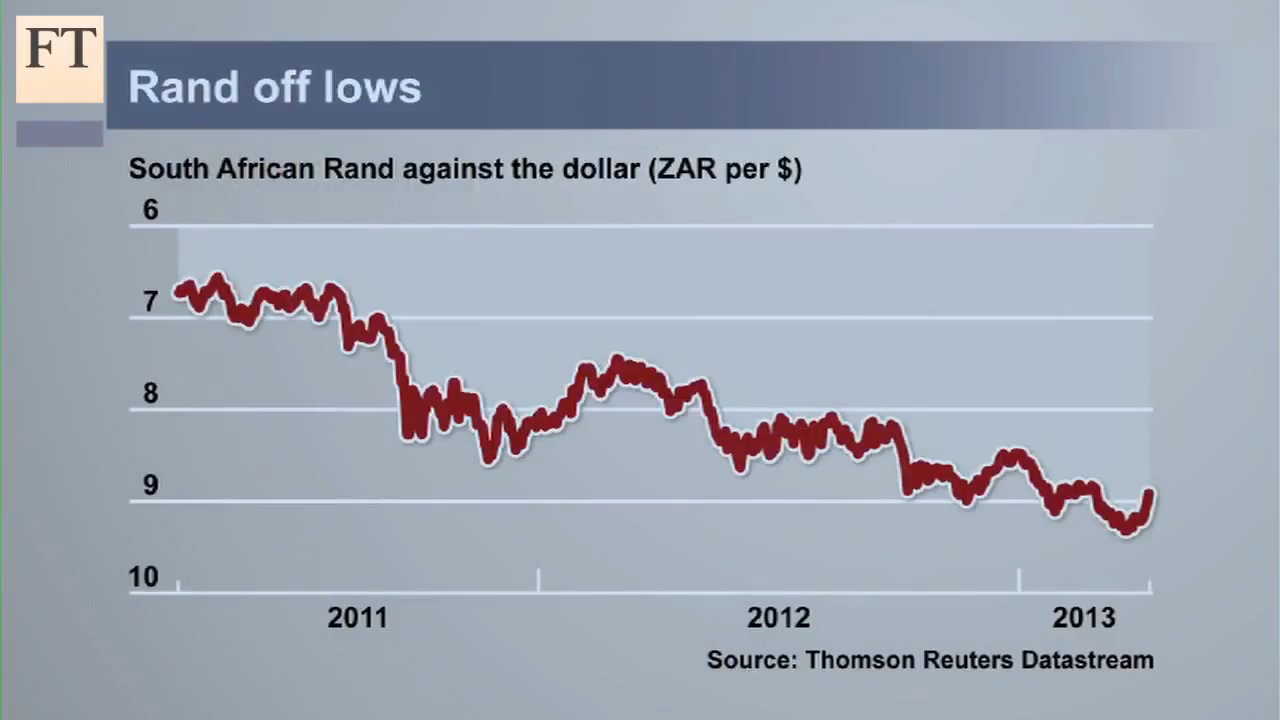 FT
Rand off lows
South African Rand against the dollar (ZAR per $)
6
7
8
9
10
2011 2012 2013
Source: Thomson Reuters Datastream